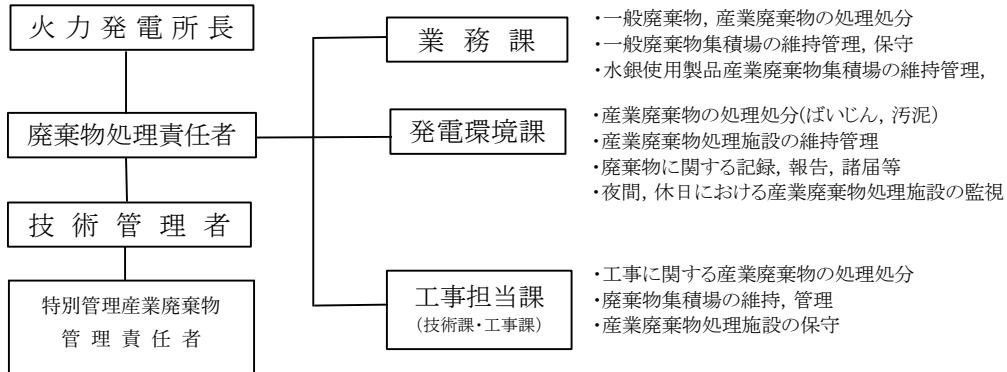 火力発電所長
廃棄物処理責任者
技術管理者
特別管理産業廃棄物
管理責任者
業務課
・一般廃棄物, 産業廃棄物の処理処分
・一般廃棄物集積場の維持管理, 保守
・水銀使用製品産業廃棄物集積場の維持管理,
発電環境課
・産業廃棄物の処理処分(ばいじん, 汚泥)
・産業廃棄物処理施設の維持管理
・廃棄物に関する記録, 報告, 諸届等
・夜間, 休日における産業廃棄物処理施設の監視
工事担当課
(技術課・工事課)
・工事に関する産業廃棄物の処理処分
・廃棄物集積場の維持, 管理
・産業廃棄物処理施設の保守